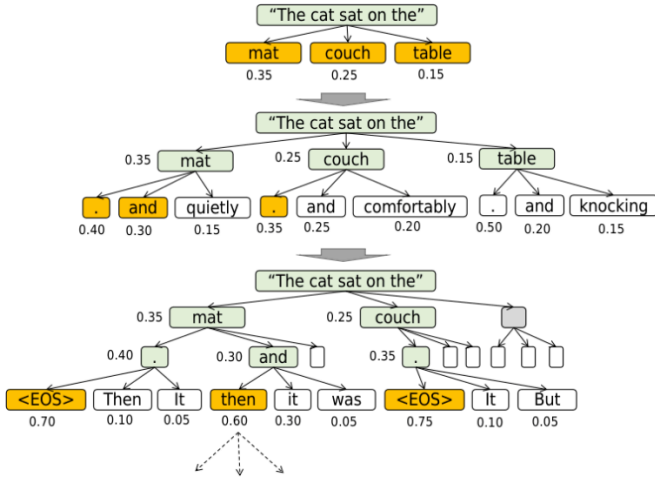 “The cat sat on the”
mat couch table
0.35 0.25 0.15
“The cat sat on the”
0.35 mat 0.25 couch 0.15 table
. and quietly . and comfortably . and knocking
0.40 0.30 0.15 0.35 0.25 0.20 0.50 0.20 0.15
“The cat sat on the”
0.35 mat 0.25 couch
0.40 . 0.30 and 0.35 .
<EOS> Then It then it was <EOS> It But
0.70 0.10 0.05 0.60 0.30 0.05 0.75 0.10 0.05